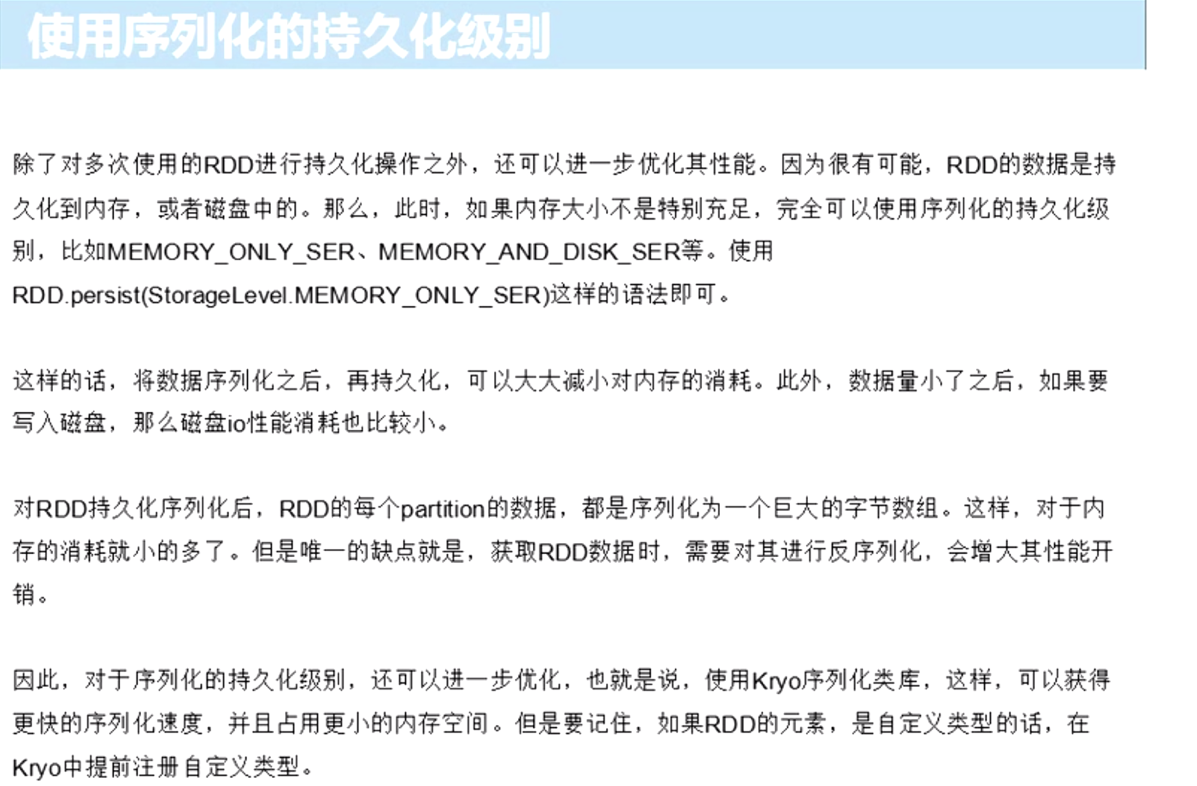 使用序列化的持久化级别
除了对多次使用的RDD进行持久化操作之外，还可以进一步优化其性能。因为很有可能，RDD的数据是持
久化到内存，或者磁盘中的。那么，此时，如果内存大小不是特别充足，完全可以使用序列化的持久化级
别，比如MEMORY_ONLY_SER、MEMORY_AND_DISK_SER等。使用
RDD.persist(StorageLevel.MEMORY_ONLY_SER)这样的语法即可。
这样的话，将数据序列化之后，再持久化，可以大大减小对内存的消耗。此外，数据量小了之后，如果要
写入磁盘，那么磁盘io性能消耗也比较小。
对RDD持久化序列化后，RDD的每个partition的数据，都是序列化为一个巨大的字节数组。这样，对于内
存的消耗就小的多了。但是唯一的缺点就是，获取RDD数据时，需要对其进行反序列化，会增大其性能开
销。
因此，对于序列化的持久化级别，还可以进一步优化，也就是说，使用Kryo序列化类库，这样，可以获得
更快的序列化速度，并且占用更小的内存空间。但是要记住，如果RDD的元素，是自定义类型的话，在
Kryo中提前注册自定义类型。